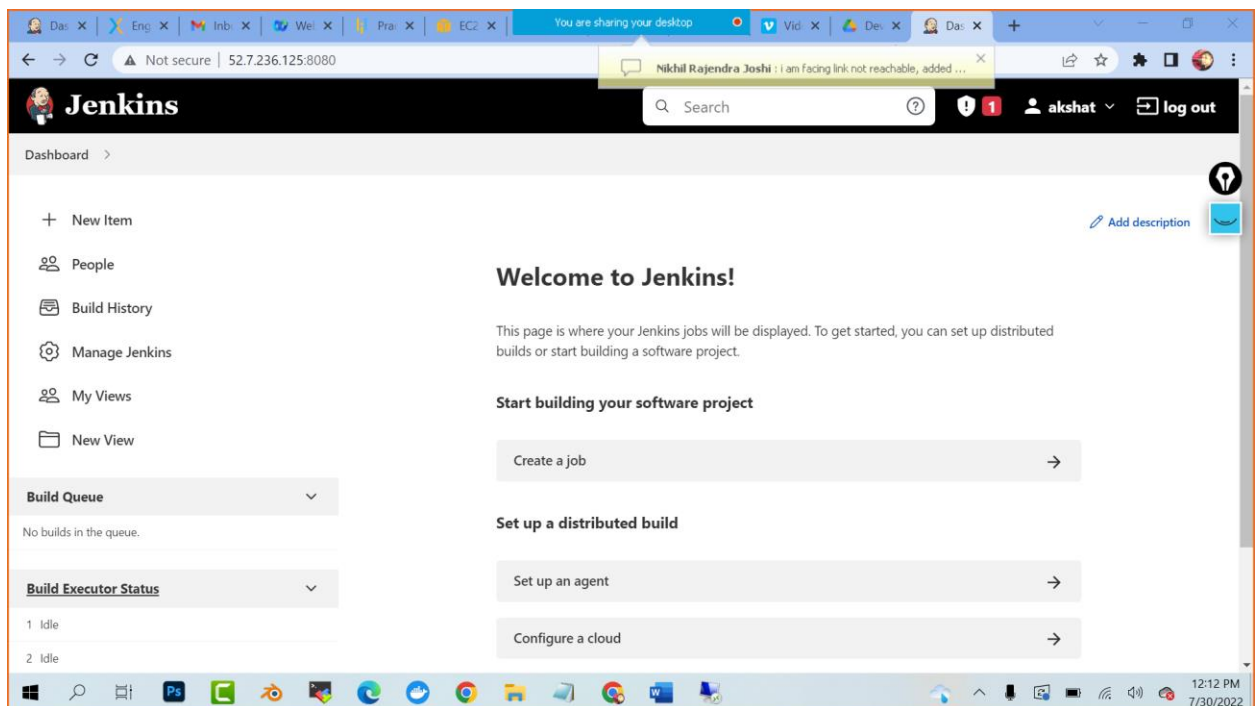 Das
Eng
Inb
Wel
Pra
EC2
You are sharing your desktop
Vid
Dev
Das
Not secure | 52.7.236.125:8080
Nikhil Rajendra Joshi : i am facing link not reachable, added ...
Jenkins
Search
1
akshat
log out
Dashboard
New Item
Add description
People
Build History
Manage Jenkins
My Views
New View
Welcome to Jenkins!
This page is where your Jenkins jobs will be displayed. To get started, you can set up distributed
builds or start building a software project.
Start building your software project
Create a job
Build Queue
No builds in the queue.
Set up a distributed build
Build Executor Status
Set up an agent
1 Idle
Configure a cloud
2 Idle
Ps
12:12 PM
7/30/2022